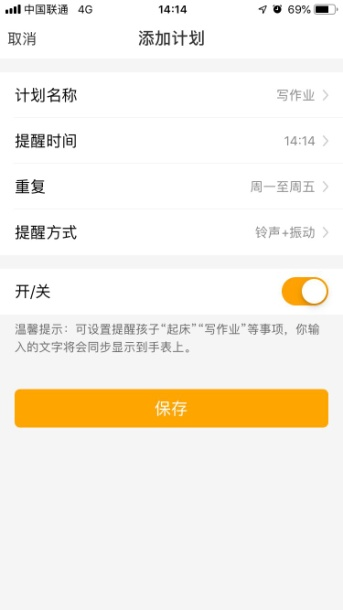 中国联通 4G 14:14 69%
取消 添加计划
计划名称 写作业
提醒时间 14:14
重复 周一至周五
提醒方式 铃声+振动
开/关
温馨提示：可设置提醒孩子“起床”“写作业”等事项，你输
入的文字将会同步显示到手表上。
保存